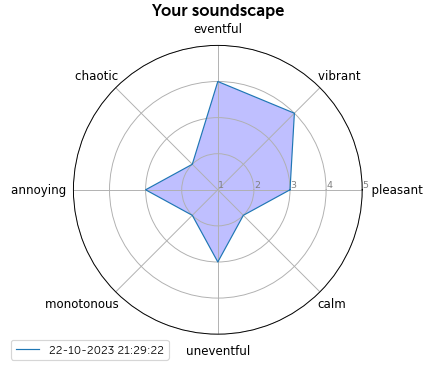 Your soundscape
eventful
chaotic
vibrant
annoying
1 2 3 4 5
pleasant
monotonous
calm
uneventful
22-10-2023 21:29:22